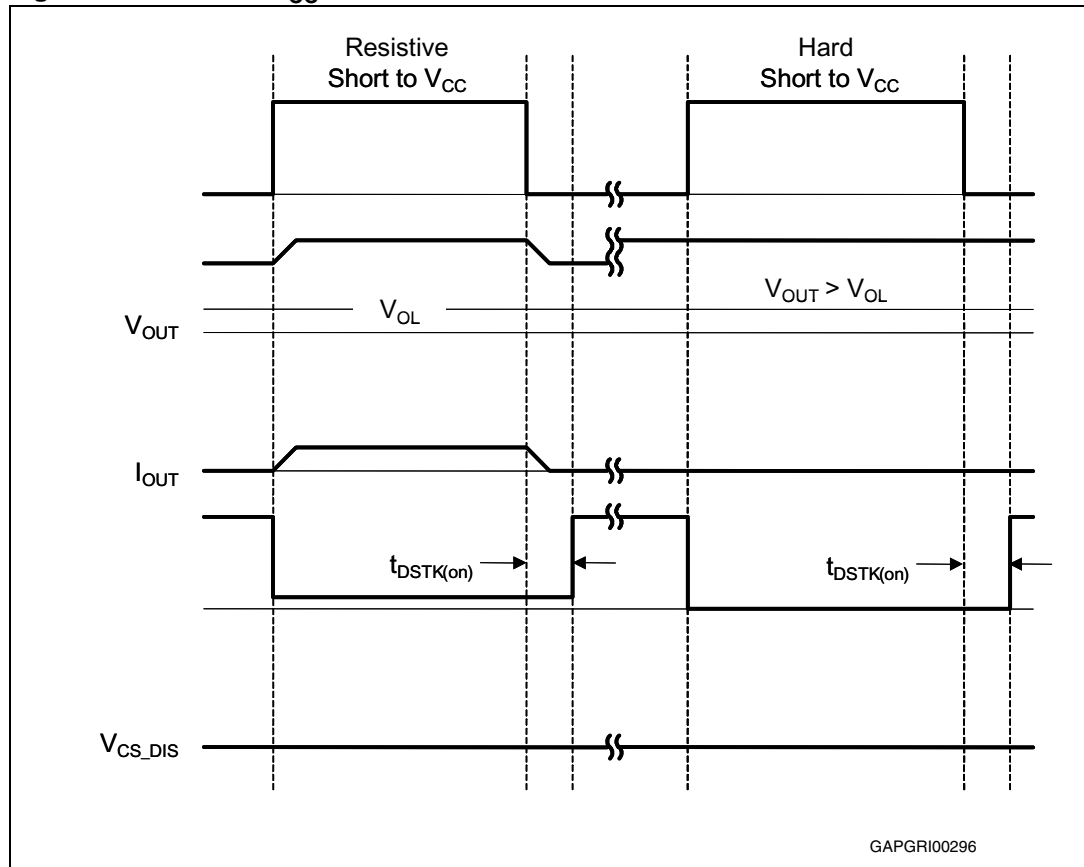 Resistive
Short to VCC
Hard
Short to VCC
VOUT > VOL
VOL
VOUT
IOUT
tDSTK(on)
tDSTK(on)
VCS_DIS
GAPGRI00296